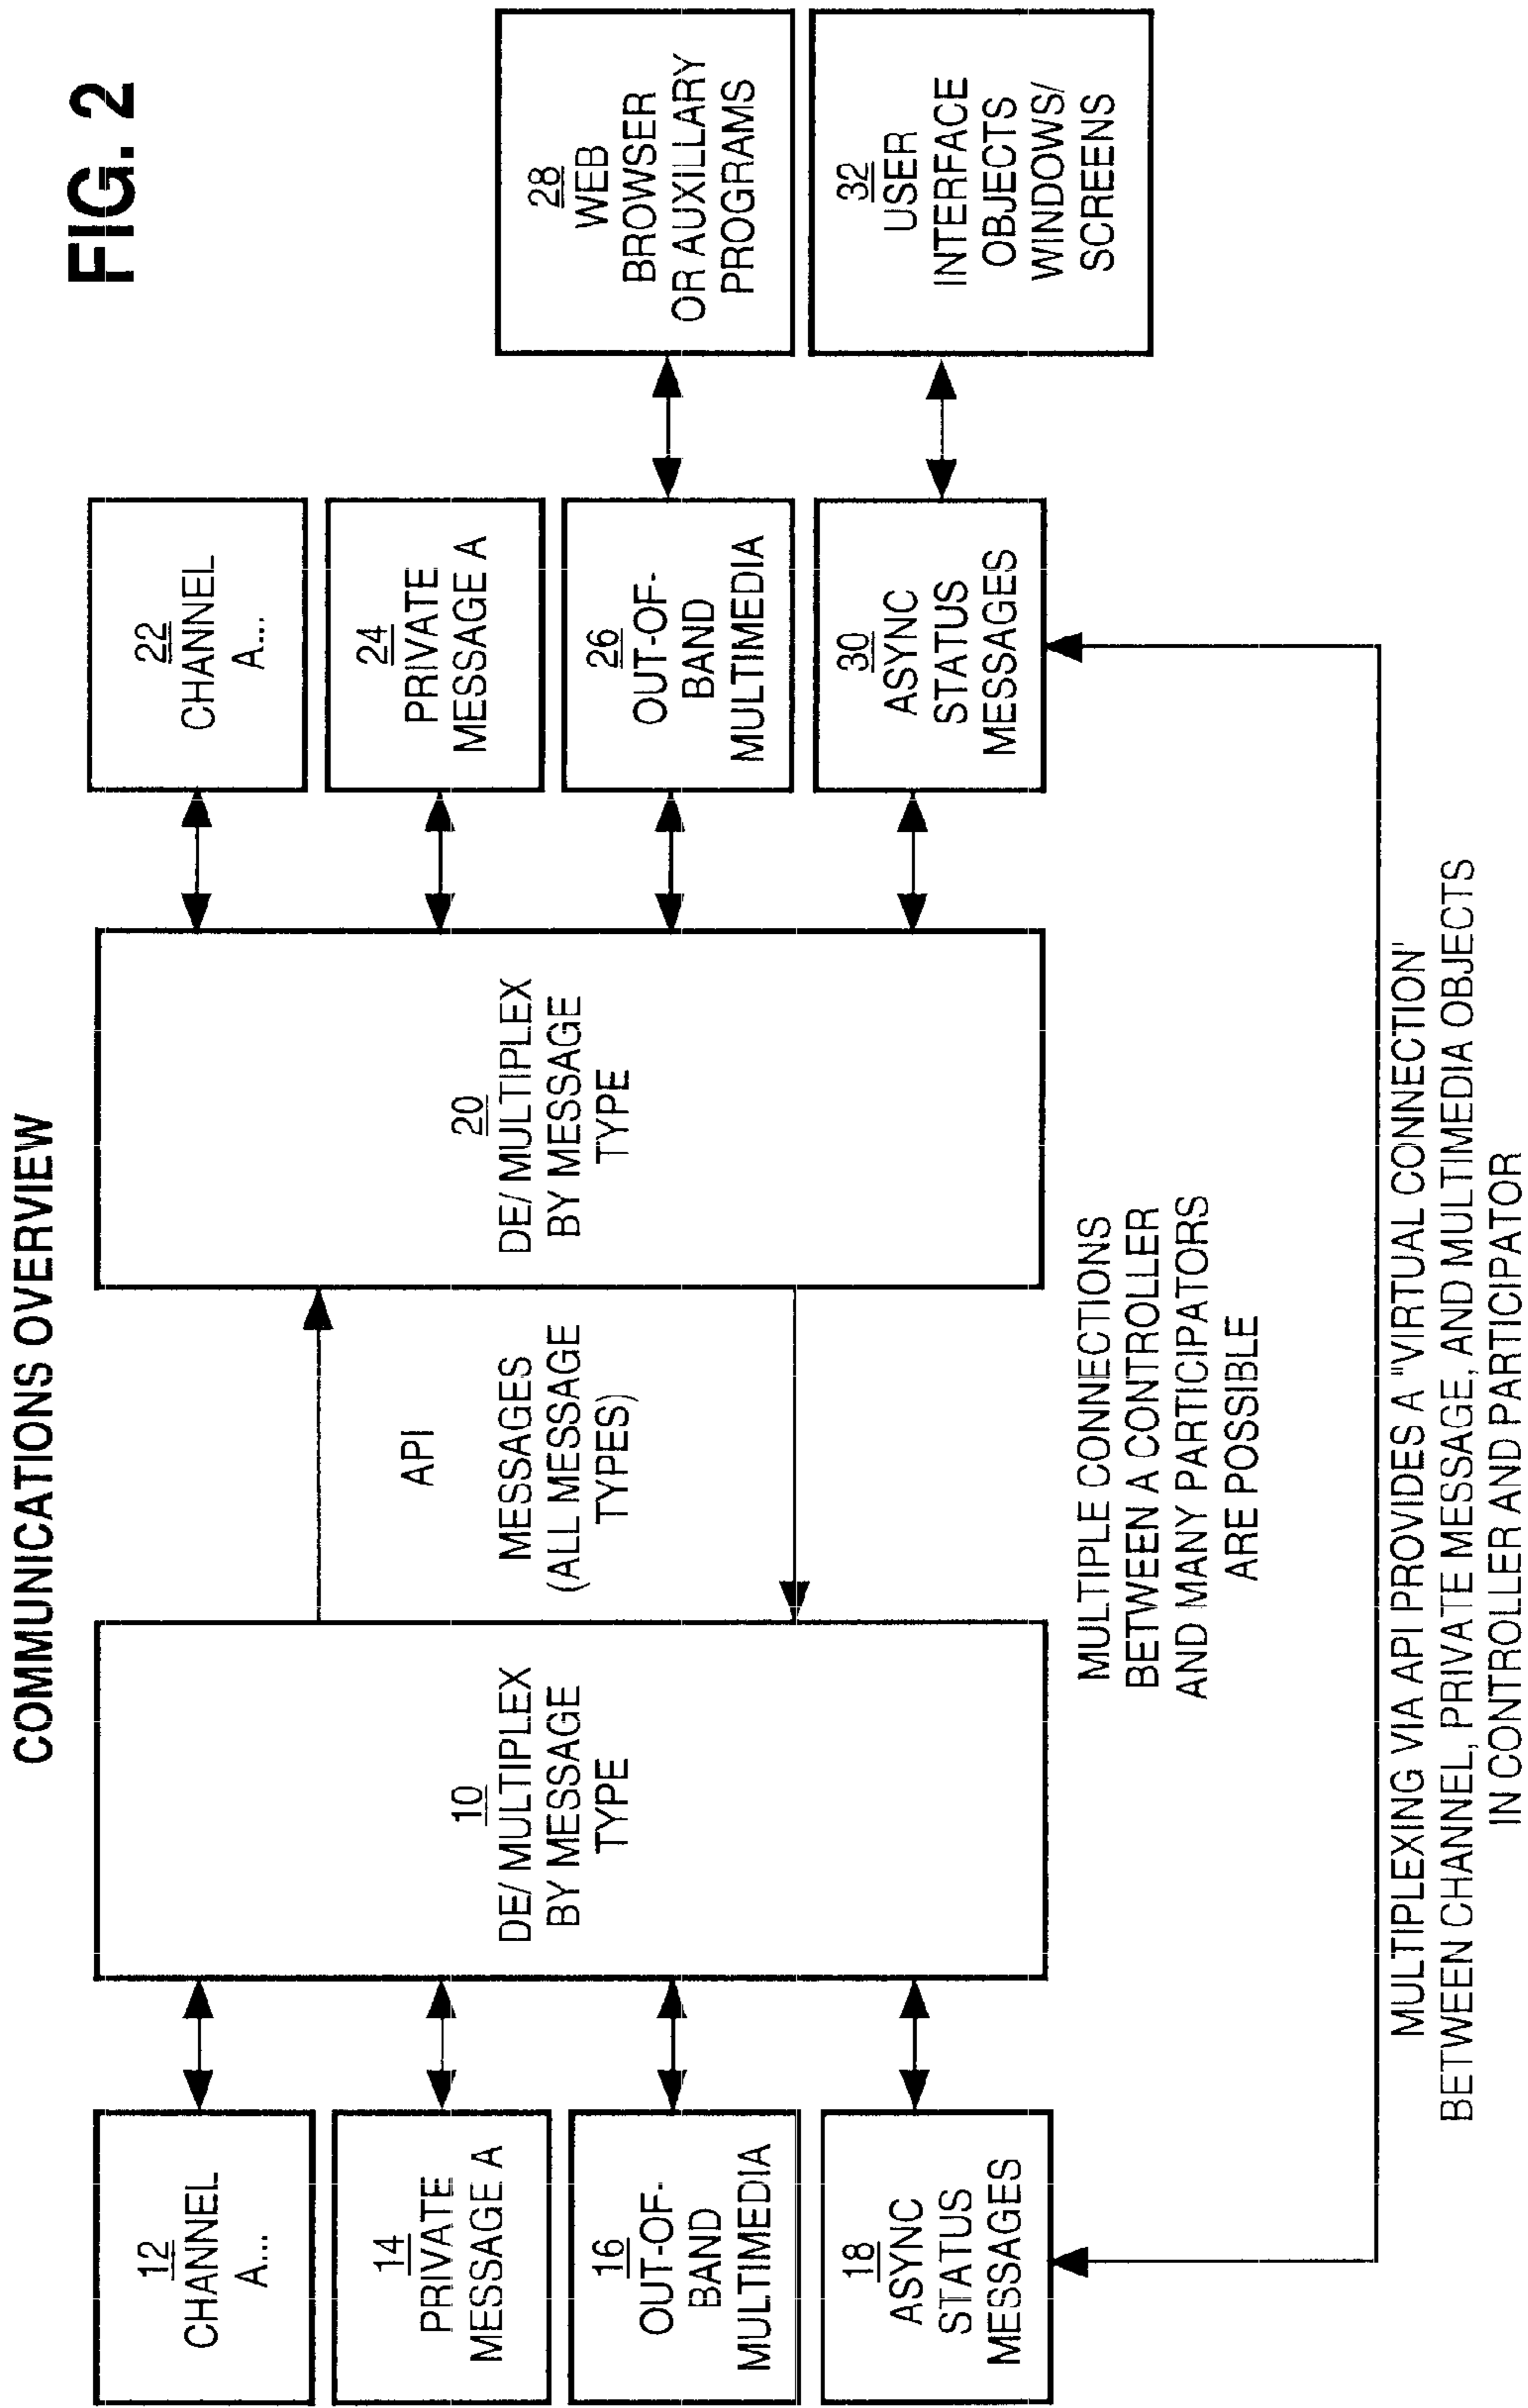 COMMUNICATIONS OVERVIEW
FIG. 2
12
CHANNEL
A...
14
PRIVATE
MESSAGE A
16
OUT-OF-
BAND
MULTIMEDIA
18
ASYNC
STATUS
MESSAGES
10
DE/ MULTIPLEX
BY MESSAGE
TYPE
API
MESSAGES
(ALL MESSAGE
TYPES)
20
DE/ MULTIPLEX
BY MESSAGE
TYPE
22
CHANNEL
A...
24
PRIVATE
MESSAGE A
26
OUT-OF-
BAND
MULTIMEDIA
30
ASYNC
STATUS
MESSAGES
28
WEB
BROWSER
OR AUXILLARY
PROGRAMS
32
USER
INTERFACE
OBJECTS
WINDOWS/
SCREENS
MULTIPLE CONNECTIONS
BETWEEN A CONTROLLER
AND MANY PARTICIPATORS
ARE POSSIBLE
MULTIPLEXING VIA API PROVIDES A "VIRTUAL CONNECTION'
BETWEEN CHANNEL, PRIVATE MESSAGE, AND MULTIMEDIA OBJECTS
IN CONTROLLER AND PARTICIPATOR